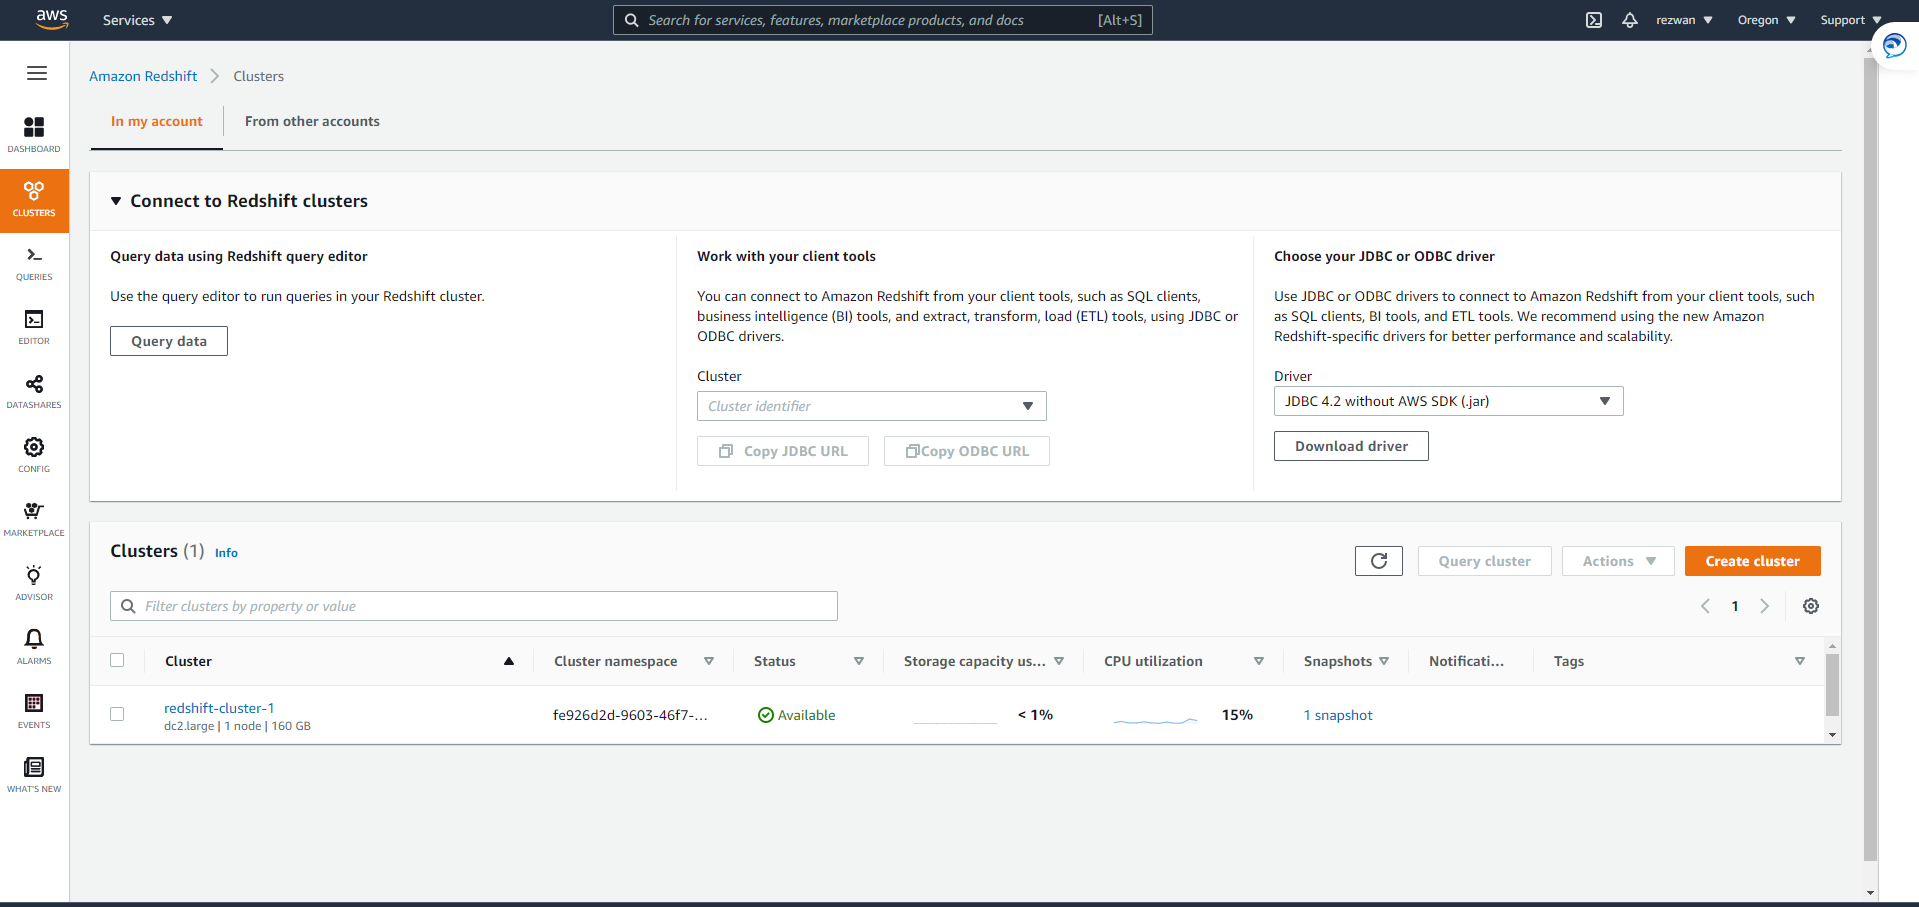 aws
Services
Search for services, features, marketplace products, and docs [Alt+S]
rezwan
Oregon
Support
Amazon Redshift
Clusters
In my account
From other accounts
DASHBOARD
CLUSTERS
QUERIES
EDITOR
DATASHARES
CONFIG
MARKETPLACE
ADVISOR
ALARMS
EVENTS
WHAT'S NEW
Connect to Redshift clusters
Query data using Redshift query editor
Use the query editor to run queries in your Redshift cluster.
Query data
Work with your client tools
You can connect to Amazon Redshift from your client tools, such as SQL clients,
business intelligence (BI) tools, and extract, transform, load (ETL) tools, using JDBC or
ODBC drivers.
Cluster
Cluster identifier
Copy JDBC URL
Copy ODBC URL
Choose your JDBC or ODBC driver
Use JDBC or ODBC drivers to connect to Amazon Redshift from your client tools, such
as SQL clients, BI tools, and ETL tools. We recommend using the new Amazon
Redshift-specific drivers for better performance and scalability.
Driver
JDBC 4.2 without AWS SDK (.jar)
Download driver
Clusters (1) Info
Query cluster
Actions
Create cluster
Filter clusters by property or value
1
Cluster
Cluster namespace
Status
Storage capacity us...
CPU utilization
Snapshots
Notificati...
Tags
redshift-cluster-1
dc2.large | 1 node | 160 GB
fe926d2d-9603-46f7-...
Available
< 1%
15%
1 snapshot